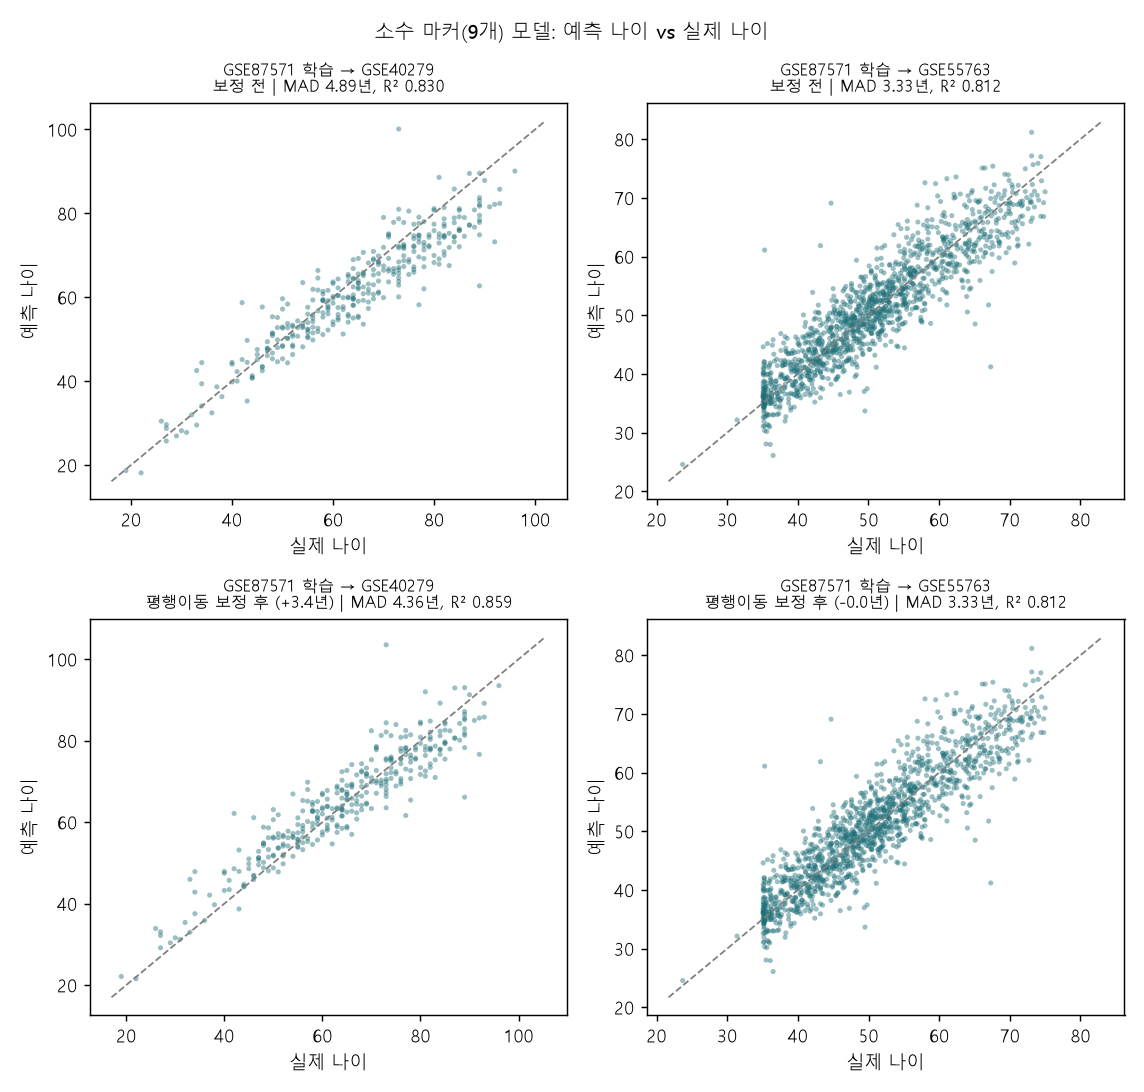 소수 마커(9개) 모델: 예측 나이 vs 실제 나이
GSE87571 학습 → GSE40279
보정 전 | MAD 4.89년, R² 0.830
예측 나이
100
80
60
40
20
20 40 60 80 100
실제 나이
GSE87571 학습 → GSE55763
보정 전 | MAD 3.33년, R² 0.812
예측 나이
80
70
60
50
40
30
20
20 30 40 50 60 70 80
실제 나이
GSE87571 학습 → GSE40279
평행이동 보정 후 (+3.4년) | MAD 4.36년, R² 0.859
예측 나이
100
80
60
40
20
20 40 60 80 100
실제 나이
GSE87571 학습 → GSE55763
평행이동 보정 후 (-0.0년) | MAD 3.33년, R² 0.812
예측 나이
80
70
60
50
40
30
20
20 30 40 50 60 70 80
실제 나이